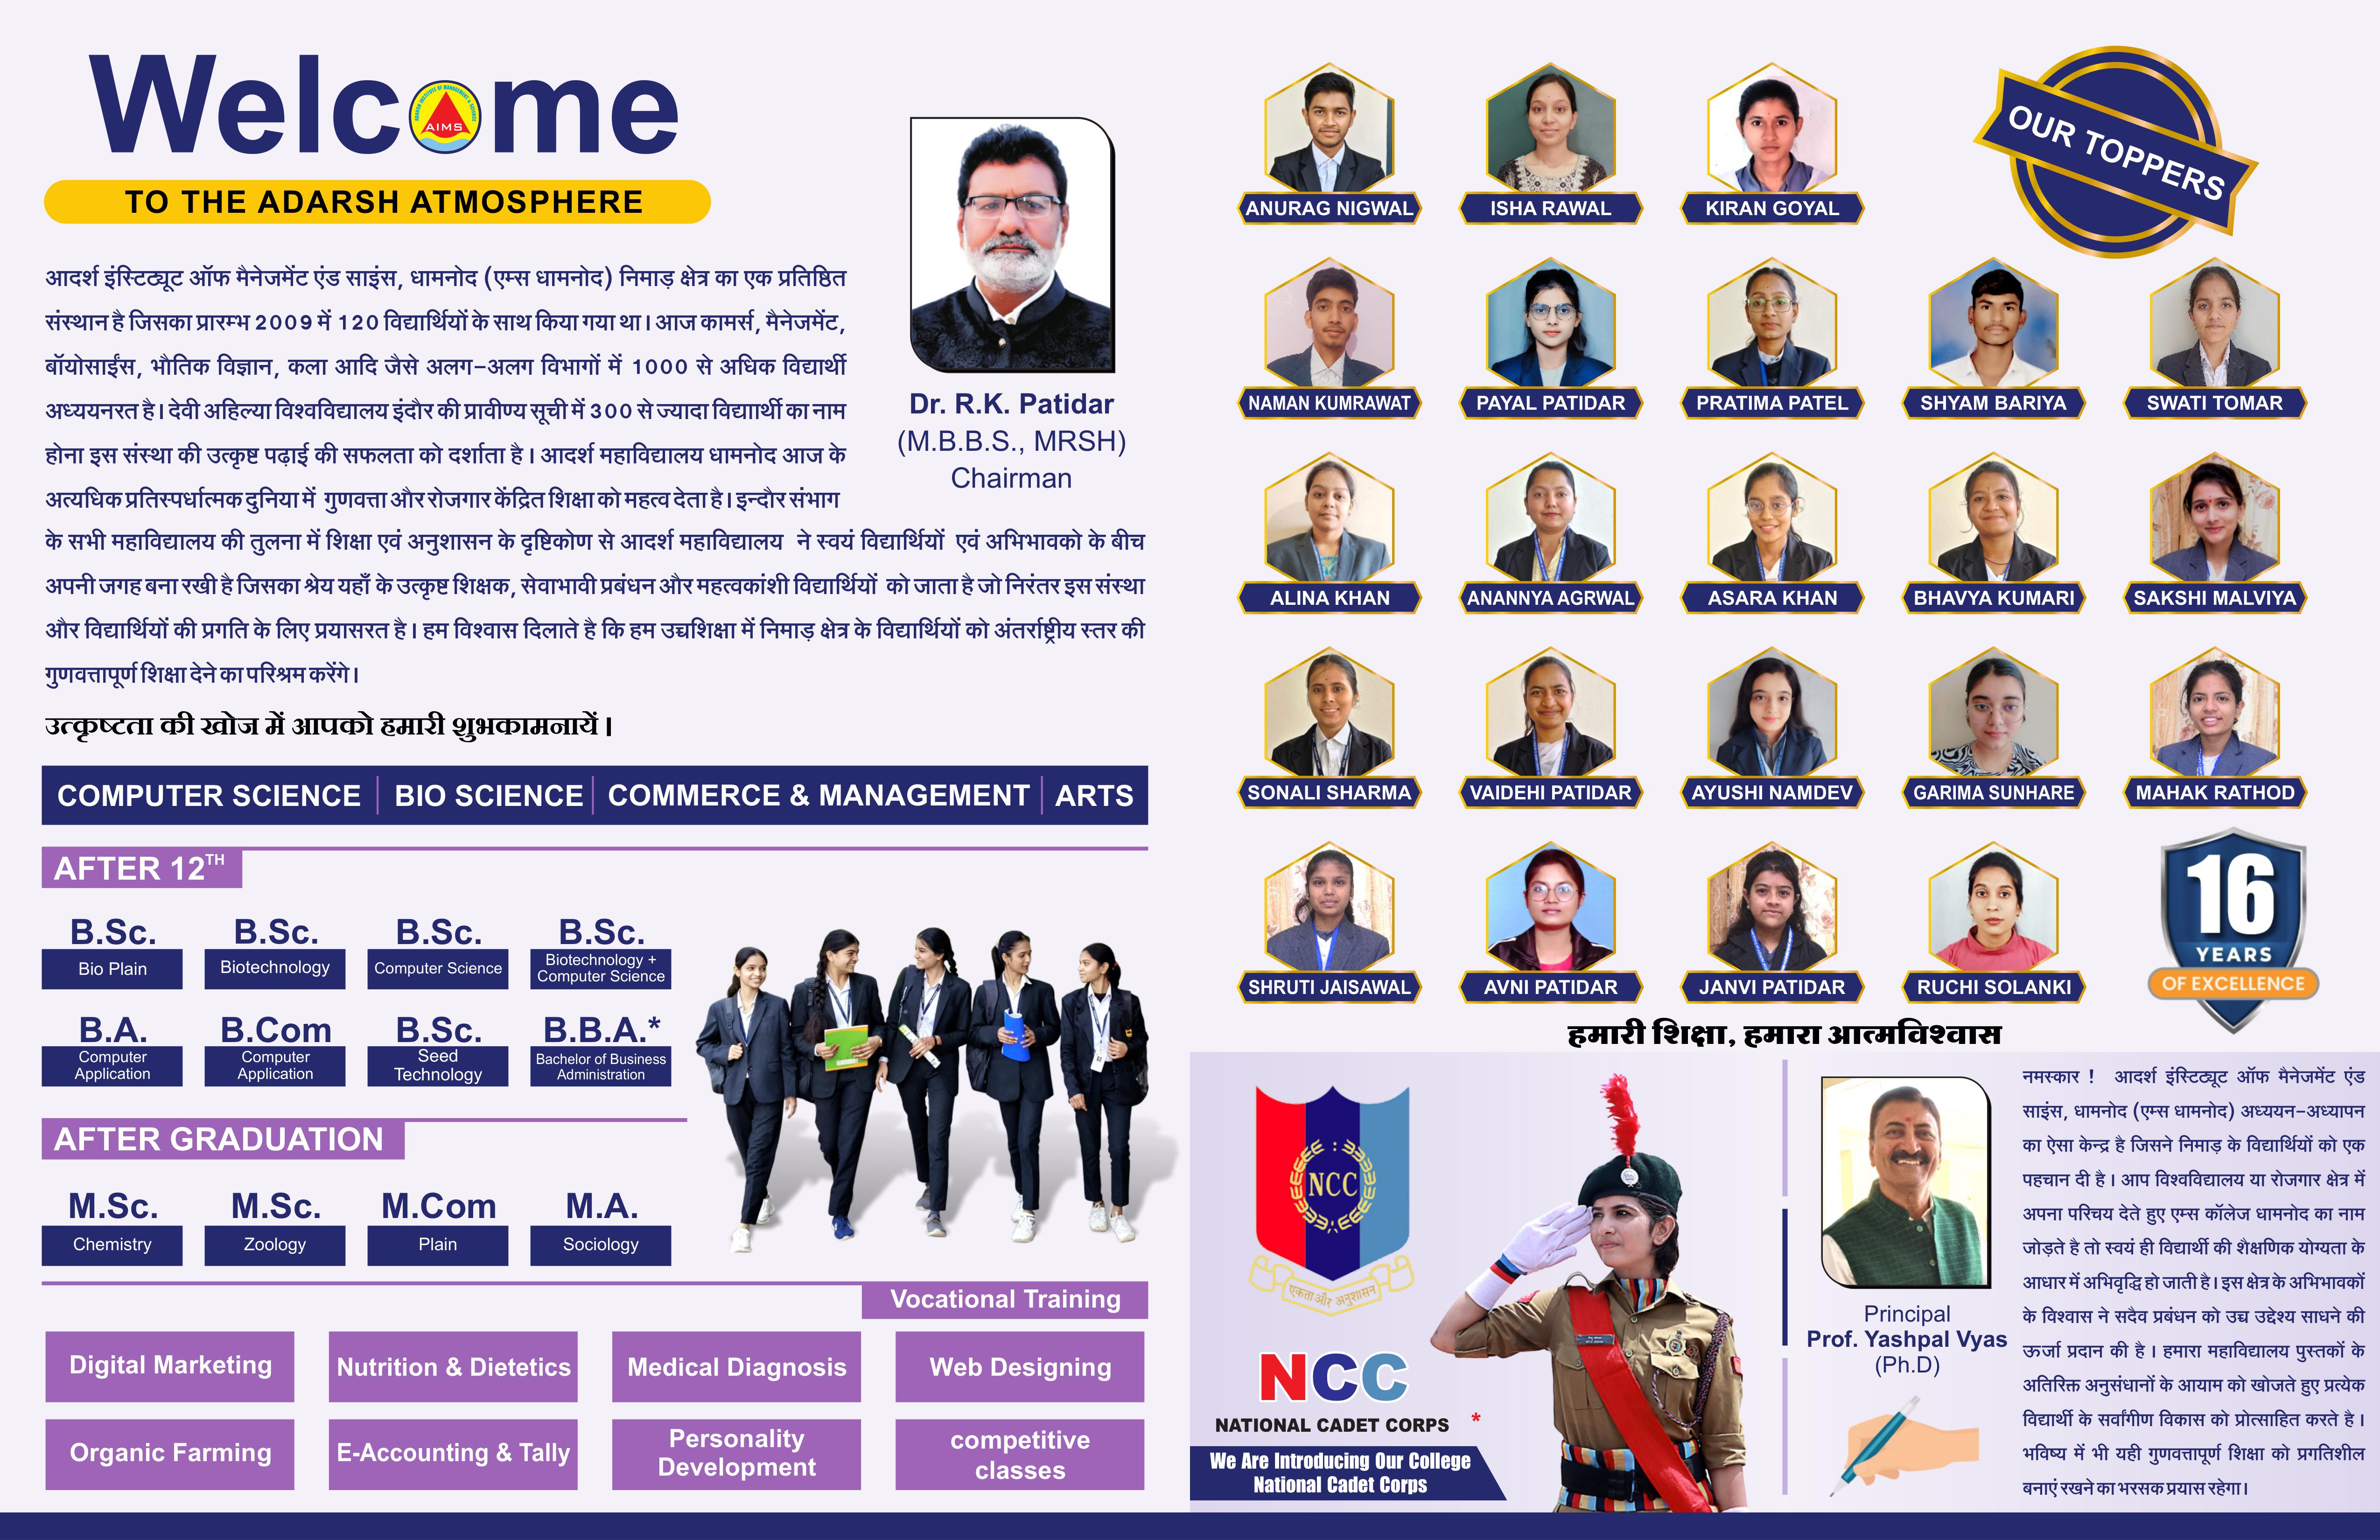 Welcome
ADARSH INSTITUTE OF MANAGEMENT & SCIENCE
AIMS
TO THE ADARSH ATMOSPHERE
आदर्श इंस्टिट्यूट ऑफ मैनेजमेंट एंड साइंस, धामनोद (एम्स धामनोद) निमाड़ क्षेत्र का एक प्रतिष्ठित
संस्थान है जिसका प्रारम्भ 2009 में 120 विद्यार्थियों के साथ किया गया था। आज कामर्स, मैनेजमेंट,
बॉयोसाईंस, भौतिक विज्ञान, कला आदि जैसे अलग-अलग विभागों में 1000 से अधिक विद्यार्थी
अध्ययनरत है। देवी अहिल्या विश्वविद्यालय इंदौर की प्रावीण्य सूची में 300 से ज्यादा विद्याार्थी का नाम
होना इस संस्था की उत्कृष्ट पढ़ाई की सफलता को दर्शाता है। आदर्श महाविद्यालय धामनोद आज के
अत्यधिक प्रतिस्पर्धात्मक दुनिया में गुणवत्ता और रोजगार केंद्रित शिक्षा को महत्व देता है। इन्दौर संभाग
के सभी महाविद्यालय की तुलना में शिक्षा एवं अनुशासन के दृष्टिकोण से आदर्श महाविद्यालय ने स्वयं विद्यार्थियों एवं अभिभावको के बीच
अपनी जगह बना रखी है जिसका श्रेय यहाँ के उत्कृष्ट शिक्षक, सेवाभावी प्रबंधन और महत्वकांशी विद्यार्थियों को जाता है जो निरंतर इस संस्था
और विद्यार्थियों की प्रगति के लिए प्रयासरत है। हम विश्वास दिलाते है कि हम उच्चशिक्षा में निमाड़ क्षेत्र के विद्यार्थियों को अंतर्राष्ट्रीय स्तर की
गुणवत्तापूर्ण शिक्षा देने का परिश्रम करेंगे।
उत्कृष्टता की खोज में आपको हमारी शुभकामनायें।
Dr. R.K. Patidar
(M.B.B.S., MRSH)
Chairman
COMPUTER SCIENCE | BIO SCIENCE | COMMERCE & MANAGEMENT | ARTS
AFTER 12TH
B.Sc. B.Sc. B.Sc. B.Sc.
Bio Plain Biotechnology Computer Science Biotechnology +
Computer Science
B.A. B.Com B.Sc. B.B.A.*
Computer Computer Seed Bachelor of Business
Application Application Technology Administration
AFTER GRADUATION
M.Sc. M.Sc. M.Com M.A.
Chemistry Zoology Plain Sociology
Vocational Training
Digital Marketing Nutrition & Dietetics Medical Diagnosis Web Designing
Organic Farming E-Accounting & Tally Personality
Development competitive
classes
OUR TOPPERS
ANURAG NIGWAL ISHA RAWAL KIRAN GOYAL
NAMAN KUMRAWAT PAYAL PATIDAR PRATIMA PATEL SHYAM BARIYA SWATI TOMAR
ALINA KHAN ANANNYA AGRWAL ASARA KHAN BHAVYA KUMARI SAKSHI MALVIYA
SONALI SHARMA VAIDEHI PATIDAR AYUSHI NAMDEV GARIMA SUNHARE MAHAK RATHOD
SHRUTI JAISAWAL AVNI PATIDAR JANVI PATIDAR RUCHI SOLANKI
16
YEARS
OF EXCELLENCE
हमारी शिक्षा, हमारा आत्मविश्वास
NCC
एकता और अनुशासन
NCC
NATIONAL CADET CORPS *
We Are Introducing Our College
National Cadet Corps
Principal
Prof. Yashpal Vyas
(Ph.D)
नमस्कार ! आदर्श इंस्टिट्यूट ऑफ मैनेजमेंट एंड
साइंस, धामनोद (एम्स धामनोद) अध्ययन-अध्यापन
का ऐसा केन्द्र है जिसने निमाड़ के विद्यार्थियों को एक
पहचान दी है। आप विश्वविद्यालय या रोजगार क्षेत्र में
अपना परिचय देते हुए एम्स कॉलेज धामनोद का नाम
जोड़ते है तो स्वयं ही विद्यार्थी की शैक्षणिक योग्यता के
आधार में अभिवृद्धि हो जाती है। इस क्षेत्र के अभिभावकों
के विश्वास ने सदैव प्रबंधन को उच्च उद्देश्य साधने की
ऊर्जा प्रदान की है। हमारा महाविद्यालय पुस्तकों के
अतिरिक्त अनुसंधानों के आयाम को खोजते हुए प्रत्येक
विद्यार्थी के सर्वांगीण विकास को प्रोत्साहित करते है।
भविष्य में भी यही गुणवत्तापूर्ण शिक्षा को प्रगतिशील
बनाएं रखने का भरसक प्रयास रहेगा।